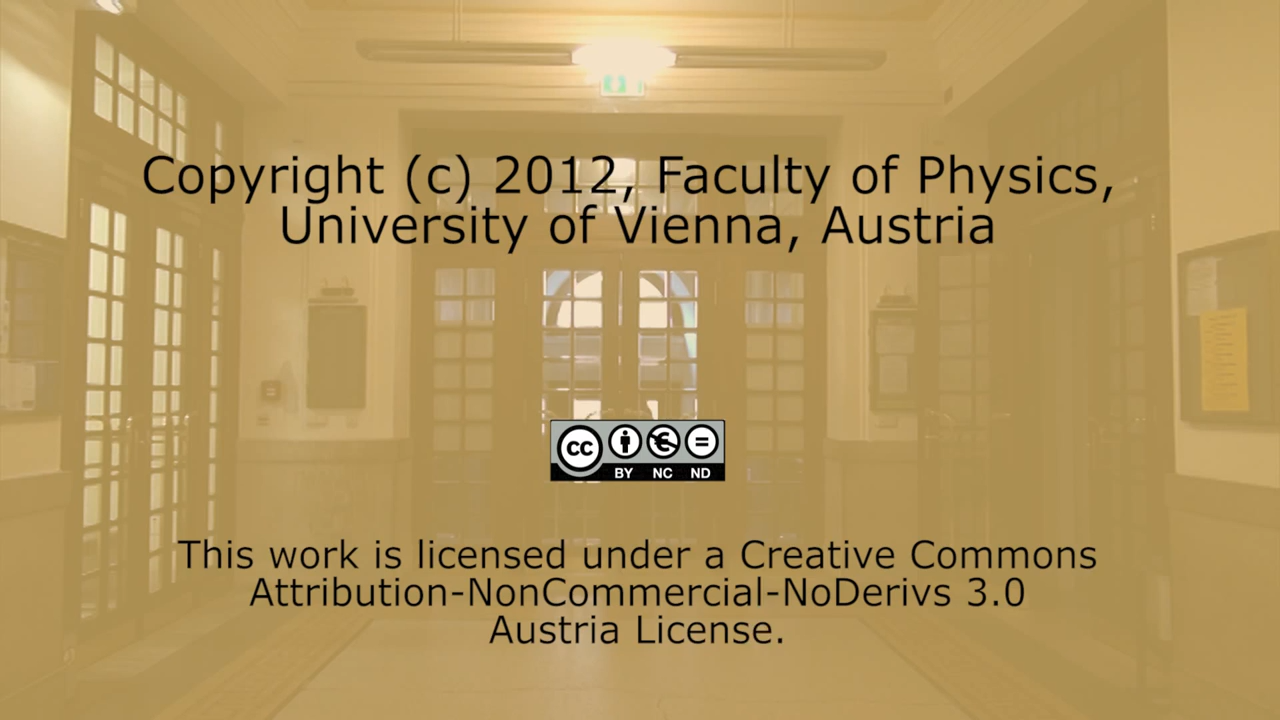 Copyright (c) 2012, Faculty of Physics,
University of Vienna, Austria
cc
BY NC ND
This work is licensed under a Creative Commons
Attribution-NonCommercial-NoDerivs 3.0
Austria License.